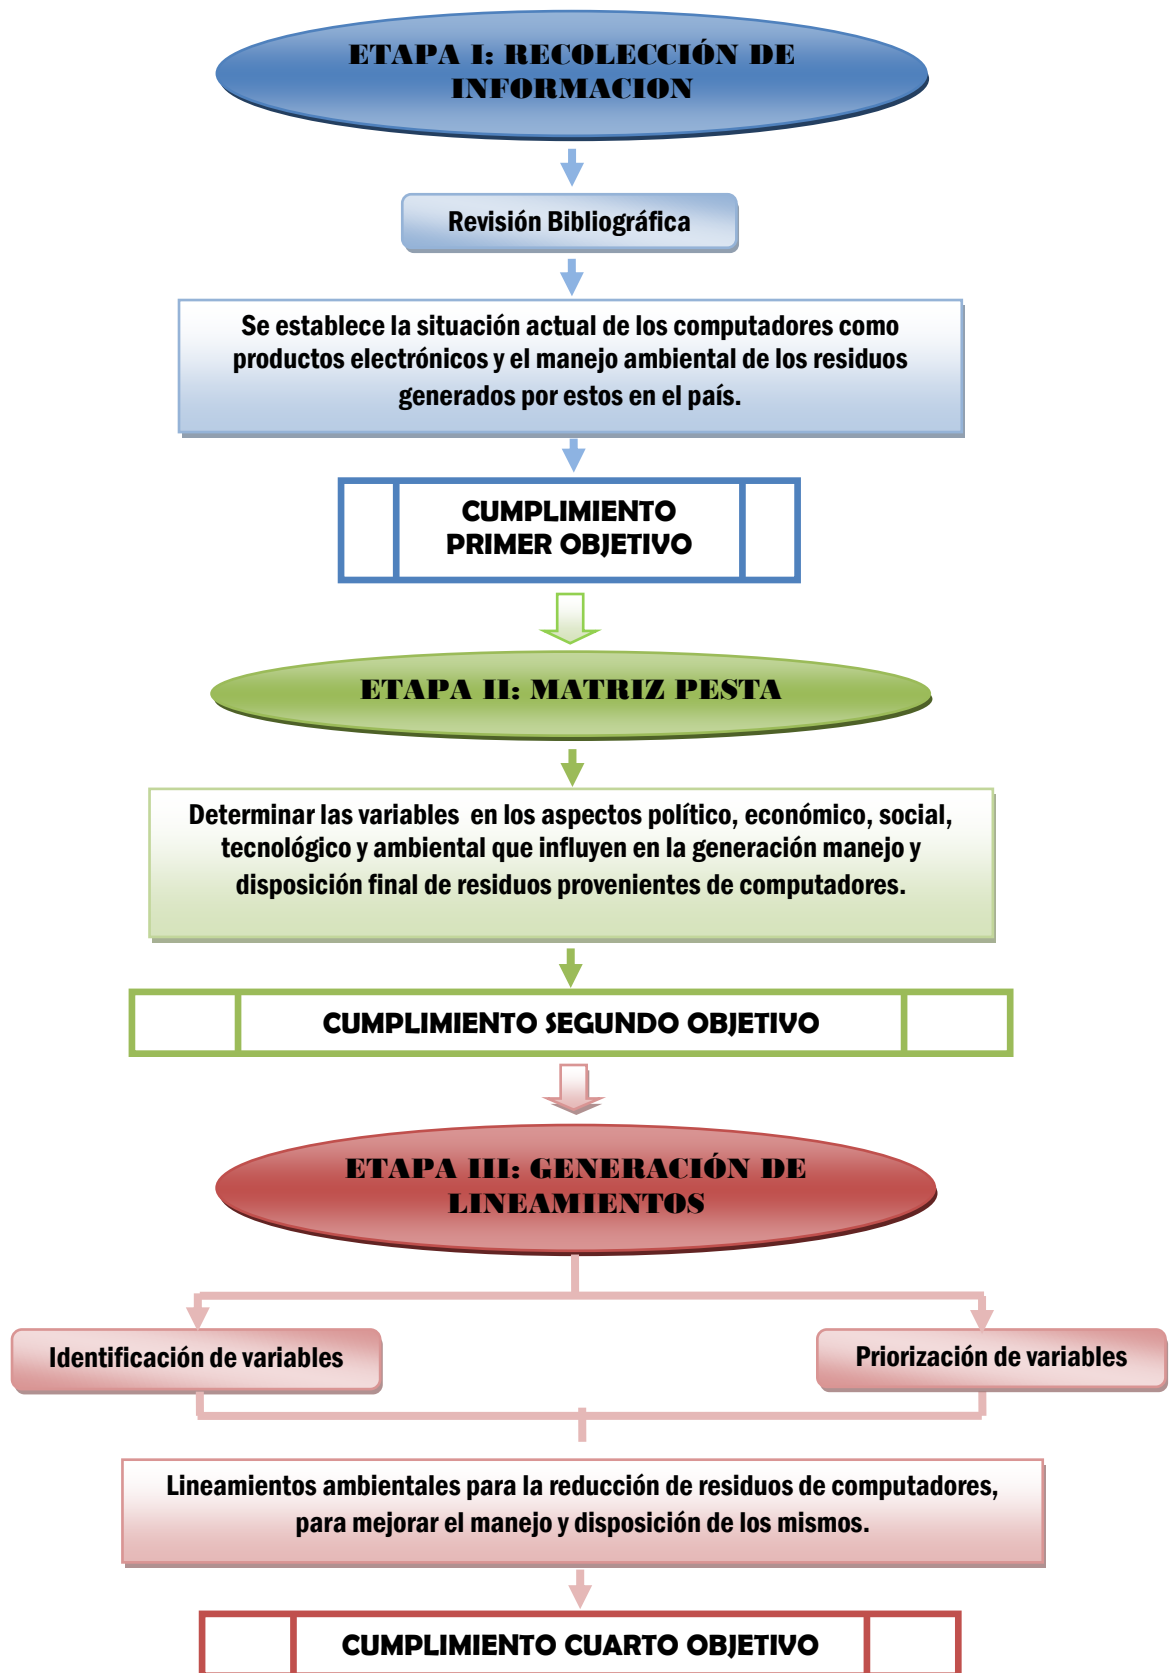 ETAPA I: RECOLECCIÓN DE
INFORMACION
Revisión Bibliográfica
Se establece la situación actual de los computadores como
productos electrónicos y el manejo ambiental de los residuos
generados por estos en el país.
CUMPLIMIENTO
PRIMER OBJETIVO
ETAPA II: MATRIZ PESTA
Determinar las variables en los aspectos político, económico, social,
tecnológico y ambiental que influyen en la generación manejo y
disposición final de residuos provenientes de computadores.
CUMPLIMIENTO SEGUNDO OBJETIVO
ETAPA III: GENERACIÓN DE
LINEAMIENTOS
Identificación de variables
Priorización de variables
Lineamientos ambientales para la reducción de residuos de computadores,
para mejorar el manejo y disposición de los mismos.
CUMPLIMIENTO CUARTO OBJETIVO